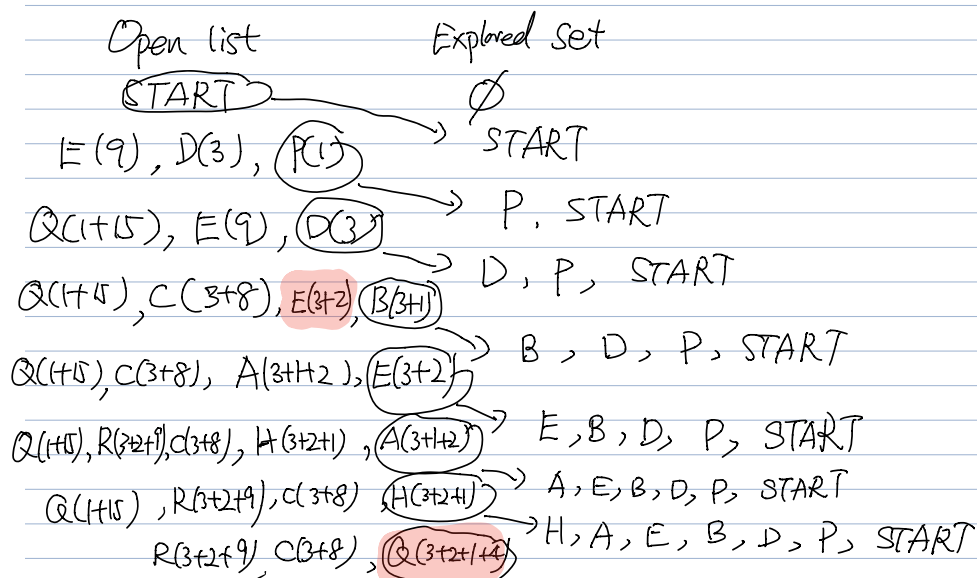 Open list Explored set
START Ø
E(9), D(3), P(1) START
Q(1+15), E(9), D(3) P, START
Q(1+15), C(3+8), E(3+2), B(3+1) D, P, START
Q(1+15), C(3+8), A(3+1+2), E(3+2) B, D, P, START
Q(1+15), R(3+2+9), C(3+8), H(3+2+1), A(3+1+2) E, B, D, P, START
Q(1+15), R(3+2+9), C(3+8), H(3+2+1) A, E, B, D, P, START
R(3+2+9), C(3+8), Q(3+2+1+4) H, A, E, B, D, P, START